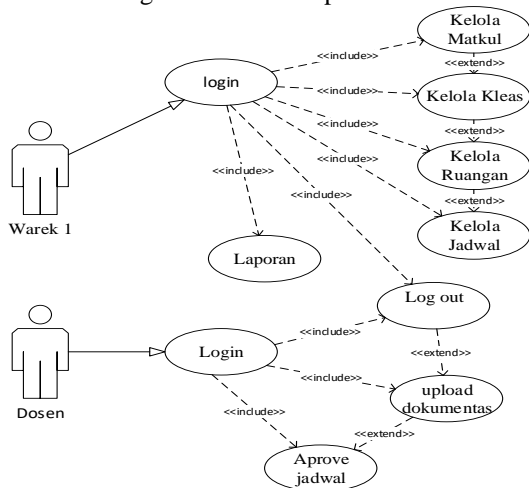 Kelola
Matkul
<<include>>
<<extend>>
login
<<include>>
Kelola Kleas
<<include>>
<<extend>>
<<include>>
Kelola
Ruangan
<<include>>
<<include>>
<<extend>>
Warek 1
Kelola
Jadwal
Laporan
Log out
<<include>>
Login
<<extend>>
<<include>>
upload
dokumentas
Dosen
<<include>>
<<extend>>
Aprove
jadwal